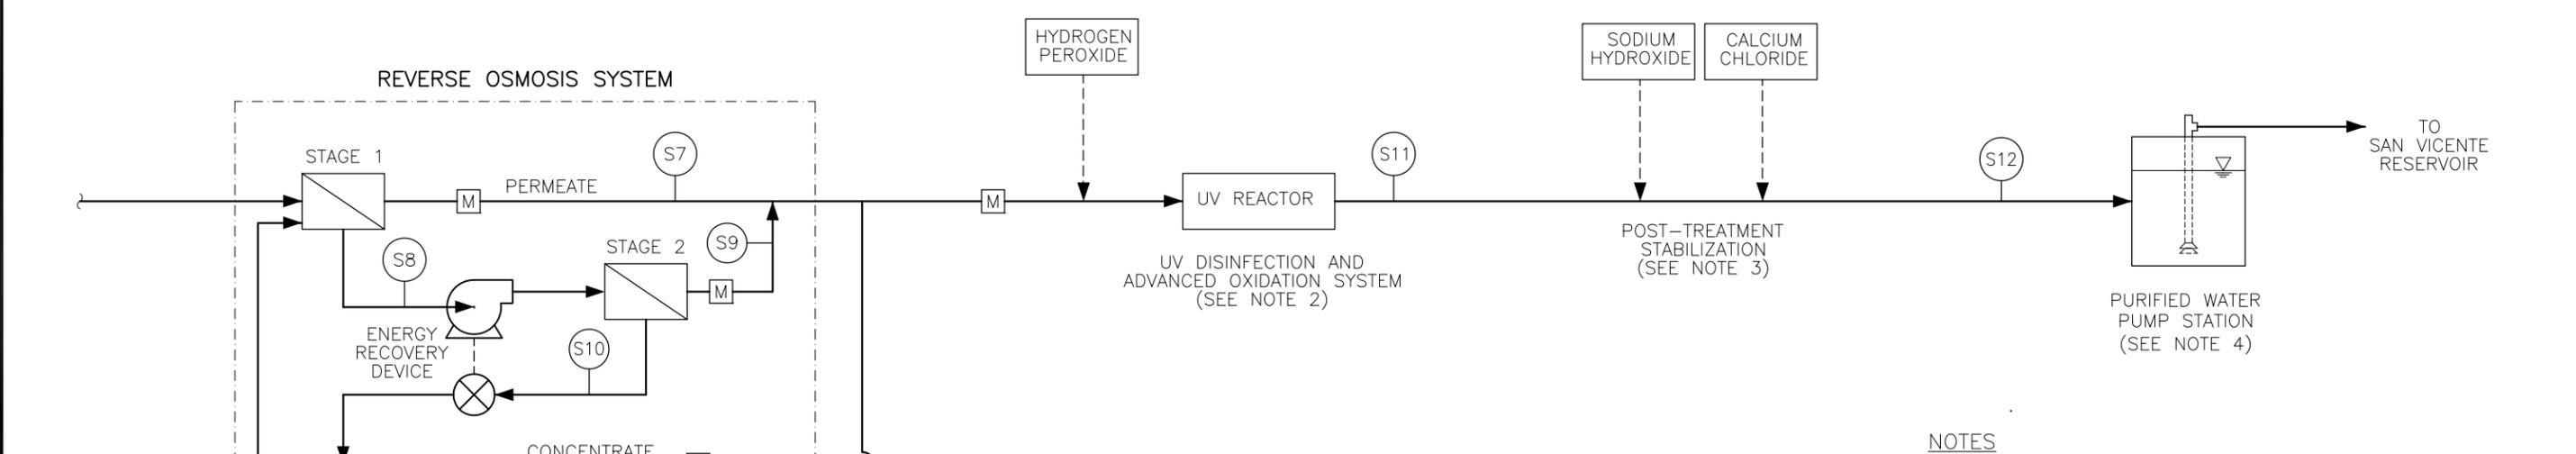 HYDROGEN
PEROXIDE
SODIUM
HYDROXIDE
CALCIUM
CHLORIDE
REVERSE OSMOSIS SYSTEM
STAGE 1
M
PERMEATE
S7
M
UV REACTOR
S11
S12
TO
SAN VICENTE
RESERVOIR
S8
STAGE 2
S9
M
UV DISINFECTION AND
ADVANCED OXIDATION SYSTEM
(SEE NOTE 2)
POST-TREATMENT
STABILIZATION
(SEE NOTE 3)
PURIFIED WATER
PUMP STATION
(SEE NOTE 4)
ENERGY
RECOVERY
DEVICE
S10
CONCENTRATE
NOTES